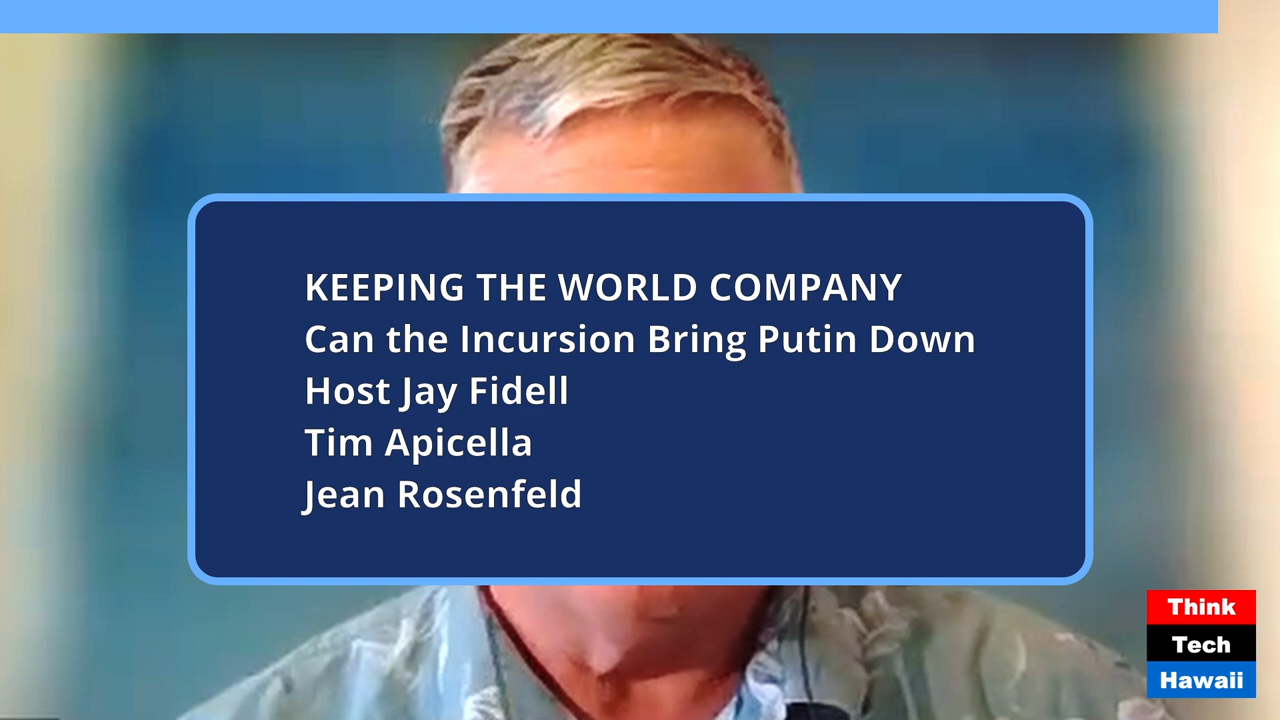 KEEPING THE WORLD COMPANY
Can the Incursion Bring Putin Down
Host Jay Fidell
Tim Apicella
Jean Rosenfeld
Think
Tech
Hawaii